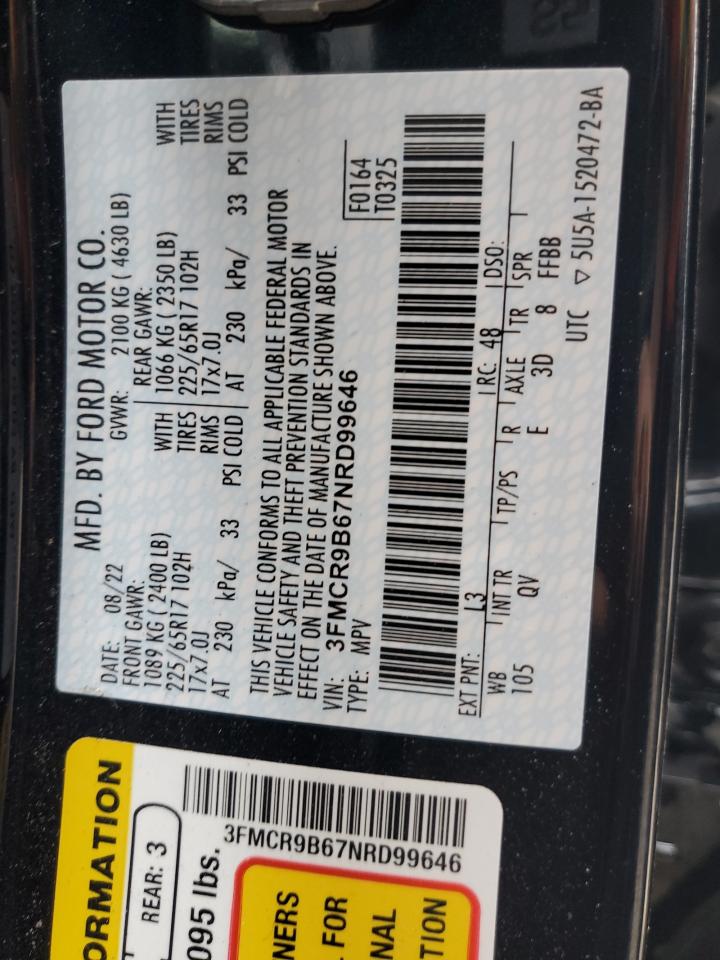 MFD. BY FORD MOTOR CO.
DATE: 08/22 GVWR: 2100 KG ( 4630 LB)
FRONT GAWR: REAR GAWR:
1089 KG ( 2400 LB) WITH 1066 KG ( 2350 LB) WITH
225/65R17 102H TIRES 225/65R17 102H TIRES
17x7.0J RIMS 17x7.0J RIMS
AT 230 kPa/ 33 PSI COLD AT 230 kPa/ 33 PSI COLD
THIS VEHICLE CONFORMS TO ALL APPLICABLE FEDERAL MOTOR
VEHICLE SAFETY AND THEFT PREVENTION STANDARDS IN
EFFECT ON THE DATE OF MANUFACTURE SHOWN ABOVE.
VIN: 3FMCR9B67NRD99646
TYPE: MPV
F0164
T0325
EXT PNT: L3 RC: 48 DSO:
WB INT TR TP/PS R AXLE TR SPR
105 QV E 3D 8 FFBB
UTC ▽ 5U5A-1520472-BA
ORMATION
REAR: 3
095 lbs.
3FMCR9B67NRD99646
NERS
L FOR
NAL
TION